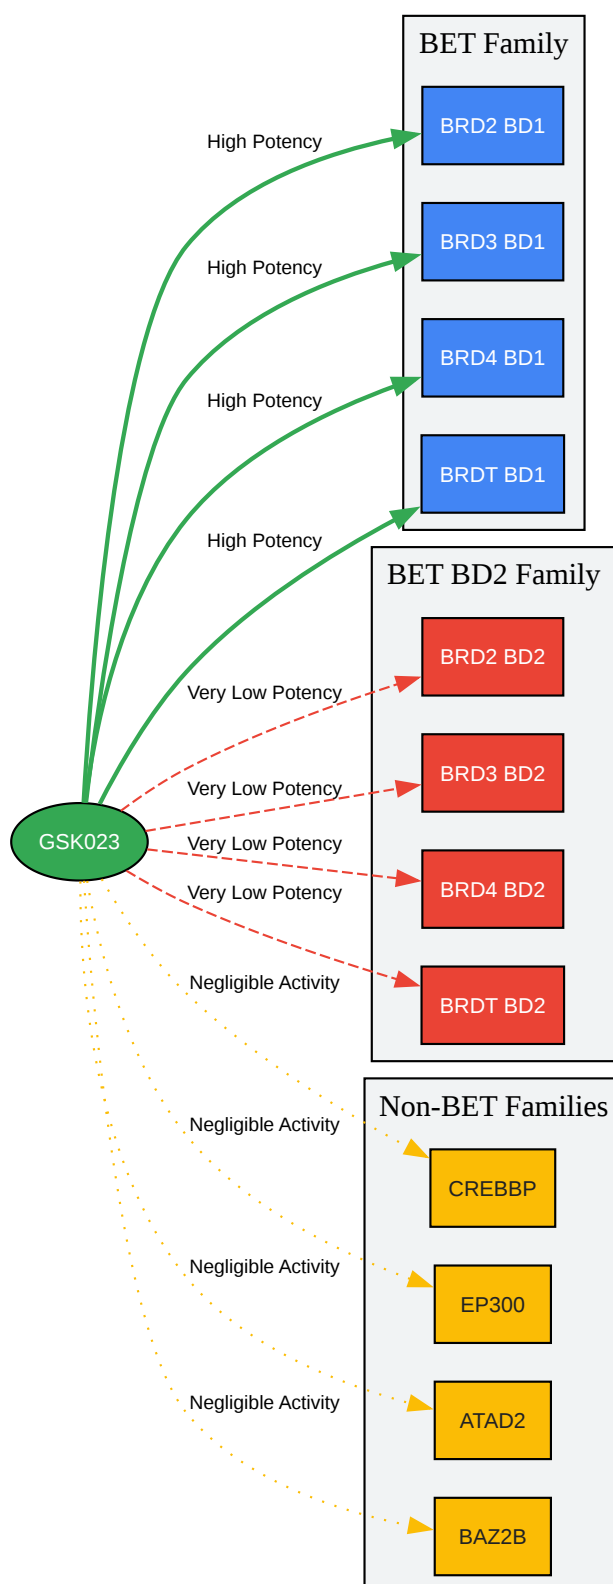 BET Family
BRD2 BD1
High Potency
BRD3 BD1
High Potency
BRD4 BD1
High Potency
BRDT BD1
High Potency
BET BD2 Family
BRD2 BD2
Very Low Potency
BRD3 BD2
Very Low Potency
GSK023
Very Low Potency
BRD4 BD2
Very Low Potency
BRDT BD2
Negligible Activity
Non-BET Families
Negligible Activity
CREBBP
Negligible Activity
EP300
Negligible Activity
ATAD2
BAZ2B